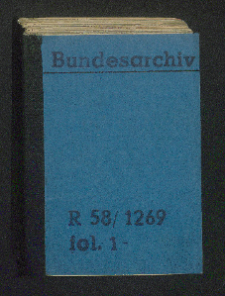 Bundesarchiv
R 58/1269
fol. 1-